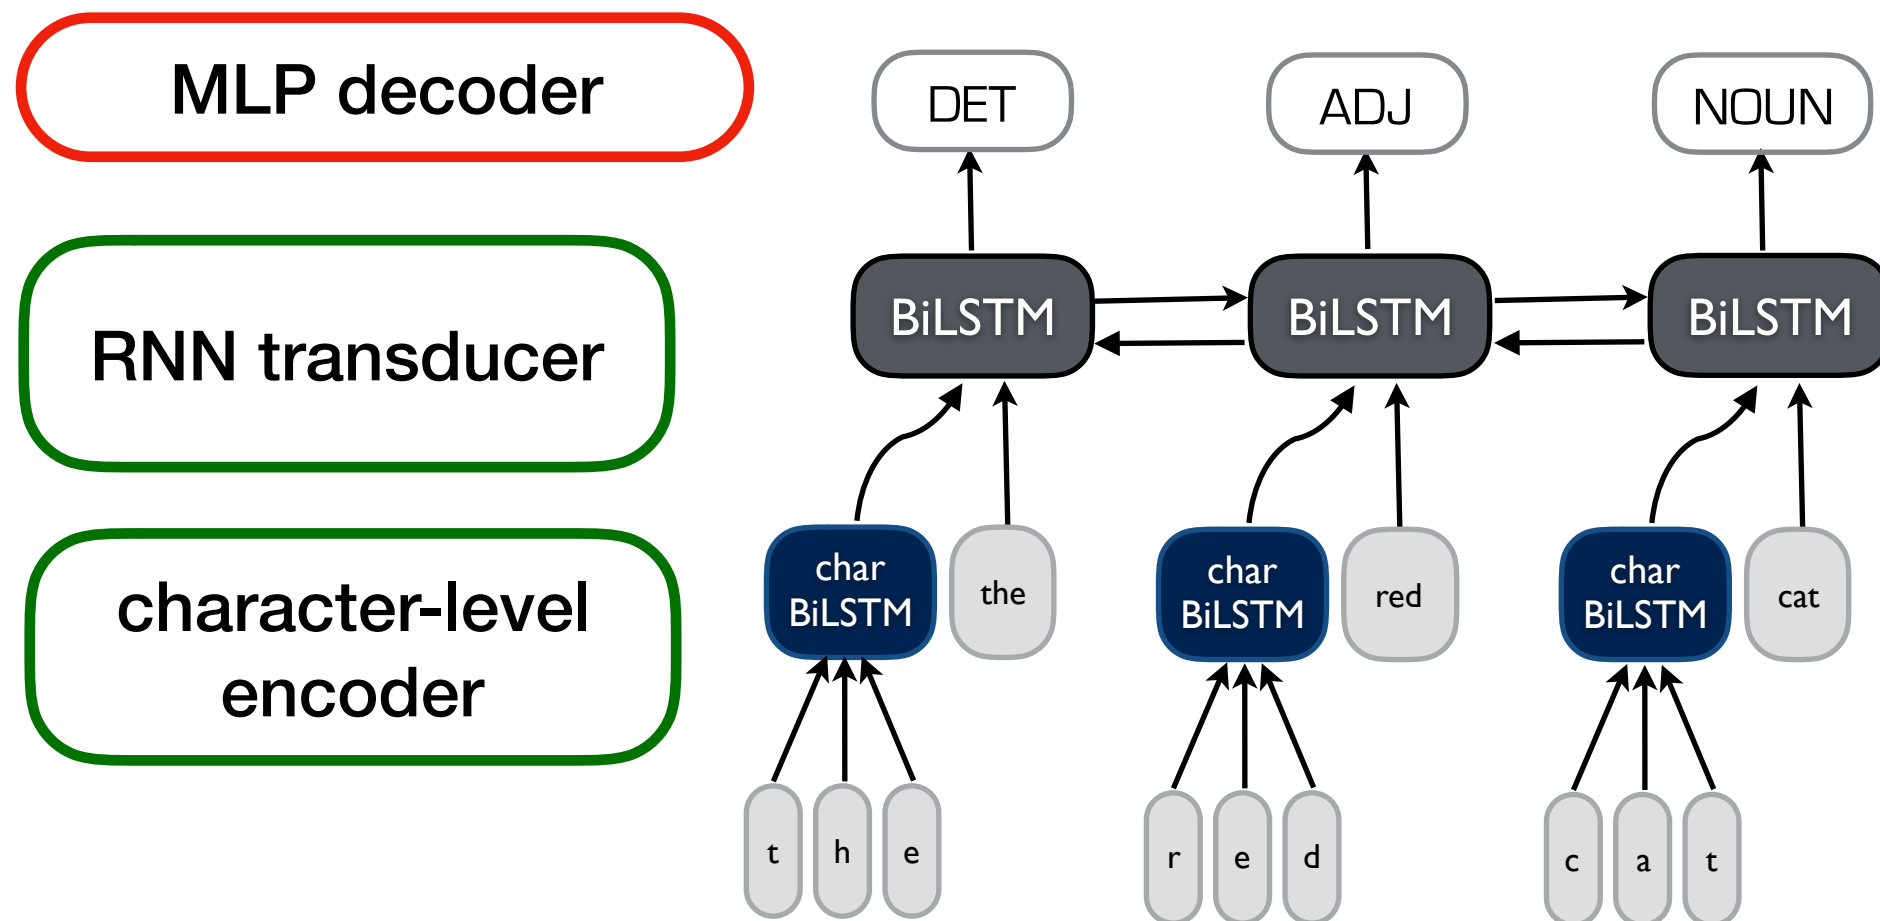 MLP decoder
DET
ADJ
NOUN
RNN transducer
BiLSTM
BiLSTM
BiLSTM
character-level
encoder
char
BiLSTM
the
char
BiLSTM
red
char
BiLSTM
cat
t
h
e
r
e
d
c
a
t